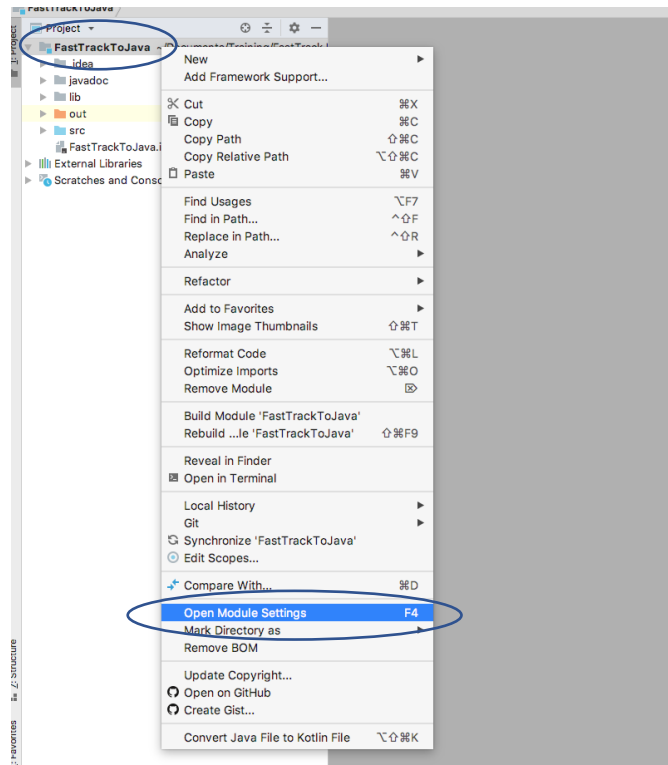 FastTrackToJava
Project
1: Project
FastTrackToJava
.idea
javadoc
lib
out
src
FastTrackToJava.i
External Libraries
Scratches and Conso
New
Add Framework Support...
Cut ⌘X
Copy ⌘C
Copy Path ⇧⌘C
Copy Relative Path ⌥⇧⌘C
Paste ⌘V
Find Usages ⌥F7
Find in Path... ^⇧F
Replace in Path... ^⇧R
Analyze
Refactor
Add to Favorites
Show Image Thumbnails ⇧⌘T
Reformat Code ⌥⌘L
Optimize Imports ⌥⌘O
Remove Module ⌦
Build Module 'FastTrackToJava'
Rebuild ...le 'FastTrackToJava' ⇧⌘F9
Reveal in Finder
Open in Terminal
Local History
Git
Synchronize 'FastTrackToJava'
Edit Scopes...
Compare With... ⌘D
Open Module Settings F4
Mark Directory as
Remove BOM
Update Copyright...
Open on GitHub
Create Gist...
Convert Java File to Kotlin File ⌥⇧⌘K
Z: Structure
Favorites